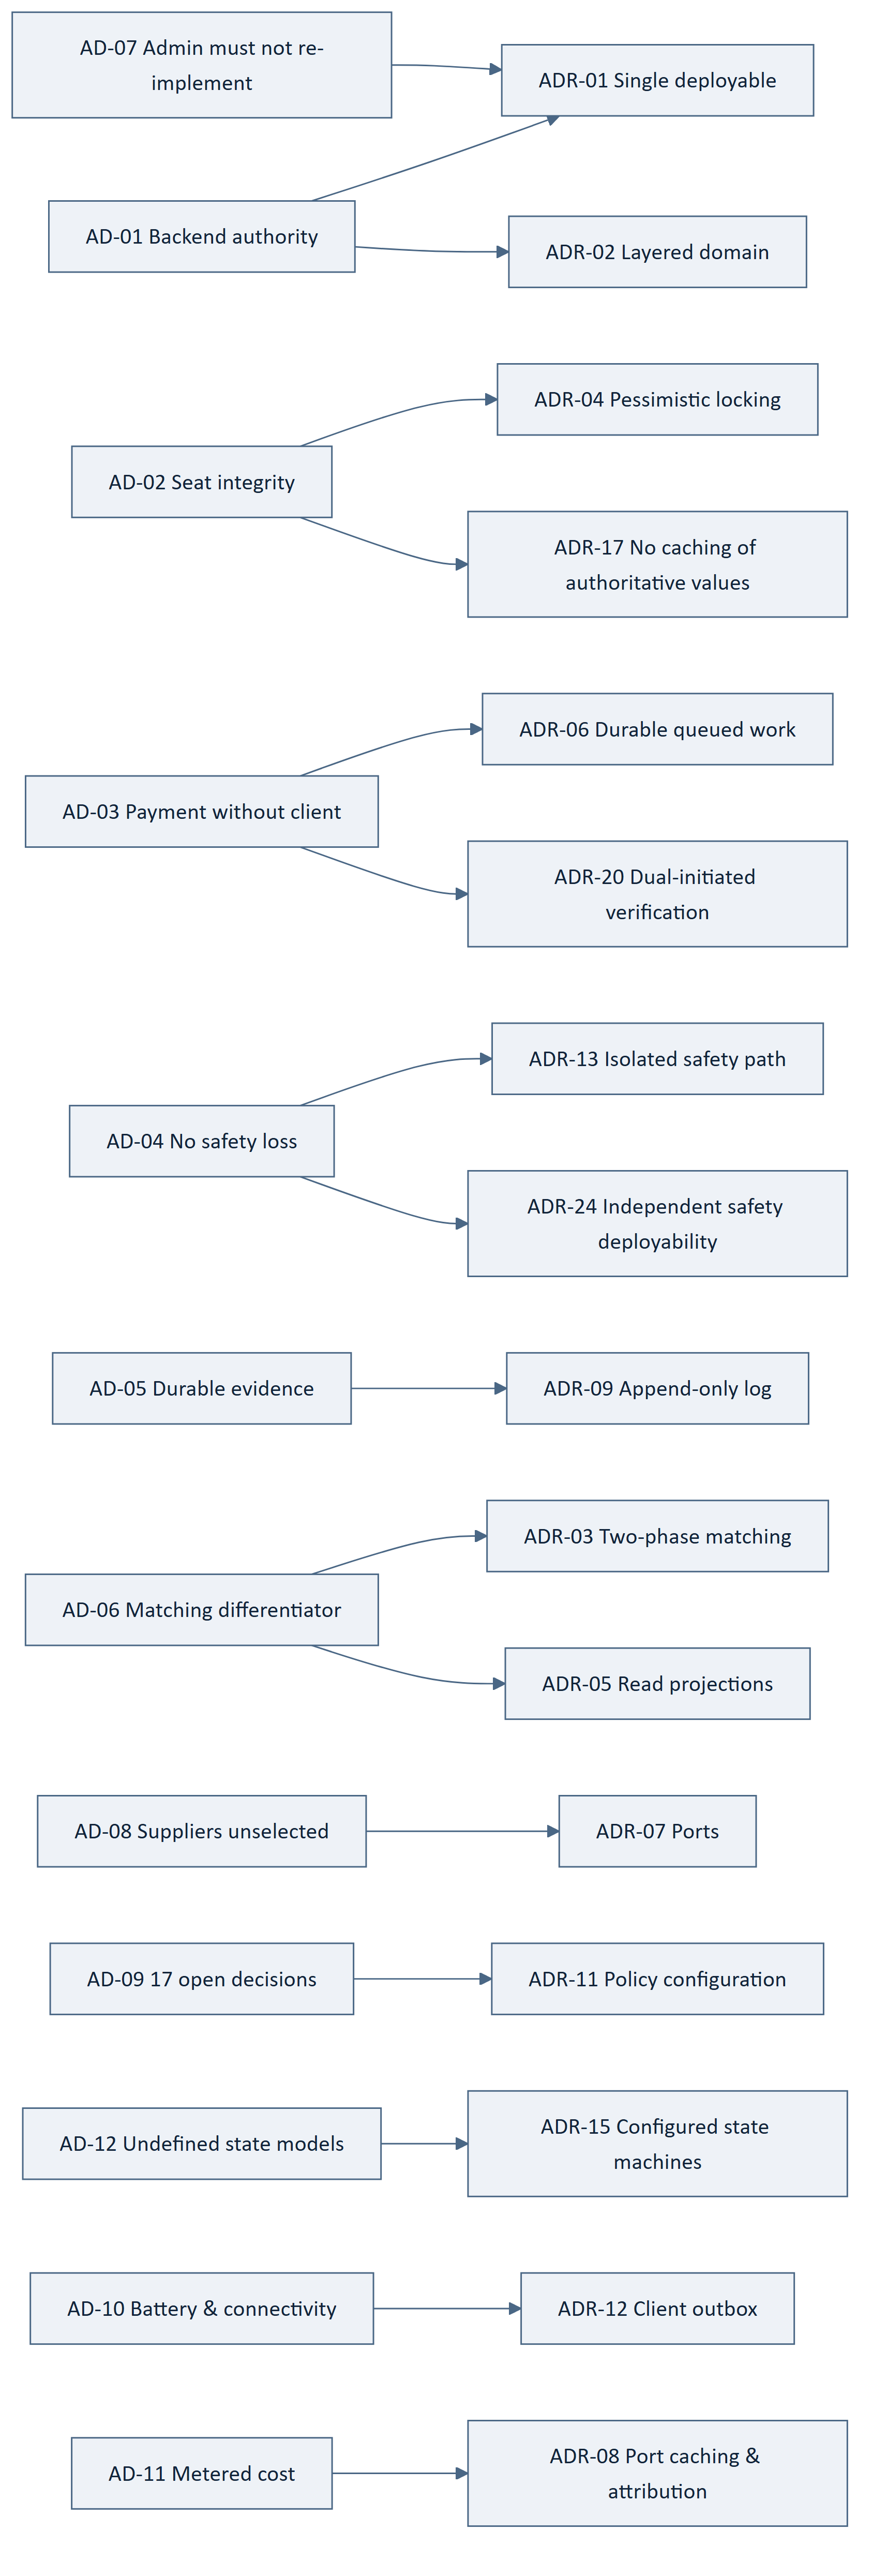 AD-07 Admin must not re-
implement
ADR-01 Single deployable
AD-01 Backend authority
ADR-02 Layered domain
ADR-04 Pessimistic locking
AD-02 Seat integrity
ADR-17 No caching of
authoritative values
ADR-06 Durable queued work
AD-03 Payment without client
ADR-20 Dual-initiated
verification
ADR-13 Isolated safety path
AD-04 No safety loss
ADR-24 Independent safety
deployability
AD-05 Durable evidence
ADR-09 Append-only log
ADR-03 Two-phase matching
AD-06 Matching differentiator
ADR-05 Read projections
AD-08 Suppliers unselected
ADR-07 Ports
AD-09 17 open decisions
ADR-11 Policy configuration
AD-12 Undefined state models
ADR-15 Configured state
machines
AD-10 Battery & connectivity
ADR-12 Client outbox
AD-11 Metered cost
ADR-08 Port caching &
attribution